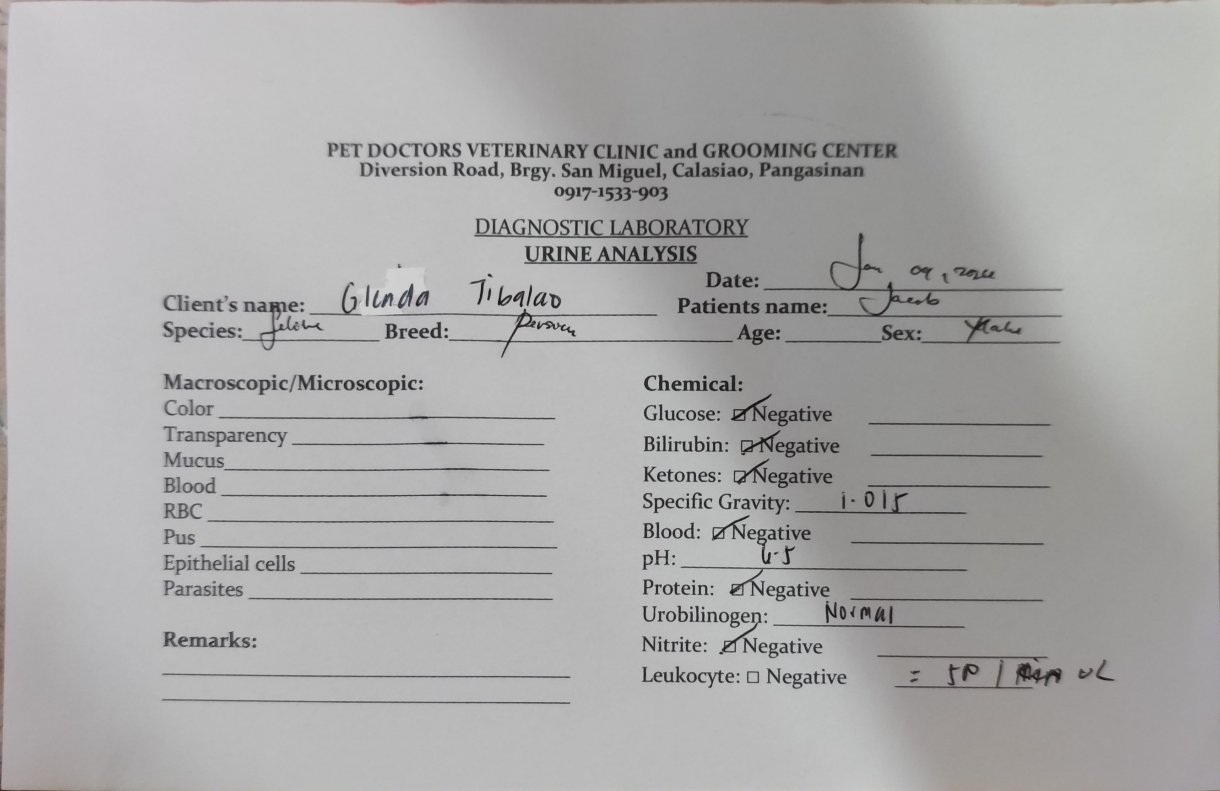 PET DOCTORS VETERINARY CLINIC and GROOMING CENTER
Diversion Road, Brgy. San Miguel, Calasiao, Pangasinan
0917-1533-903
DIAGNOSTIC LABORATORY
URINE ANALYSIS
Date: Jan 09,
Client's name: Glenda Tibalao Patients name: Jacob
Species: Feline Breed: Age: Sex: Male
Macroscopic/Microscopic: Chemical:
Color Glucose: ☑ Negative
Transparency Bilirubin: ☑ Negative
Mucus Ketones: ☑ Negative
Blood Specific Gravity: 1.015
RBC Blood: ☑ Negative
Pus pH: 6.5
Epithelial cells Protein: ☑ Negative
Parasites Urobilinogen: Normal
Remarks: Nitrite: ☑ Negative
Leukocyte: ☐ Negative = / uL